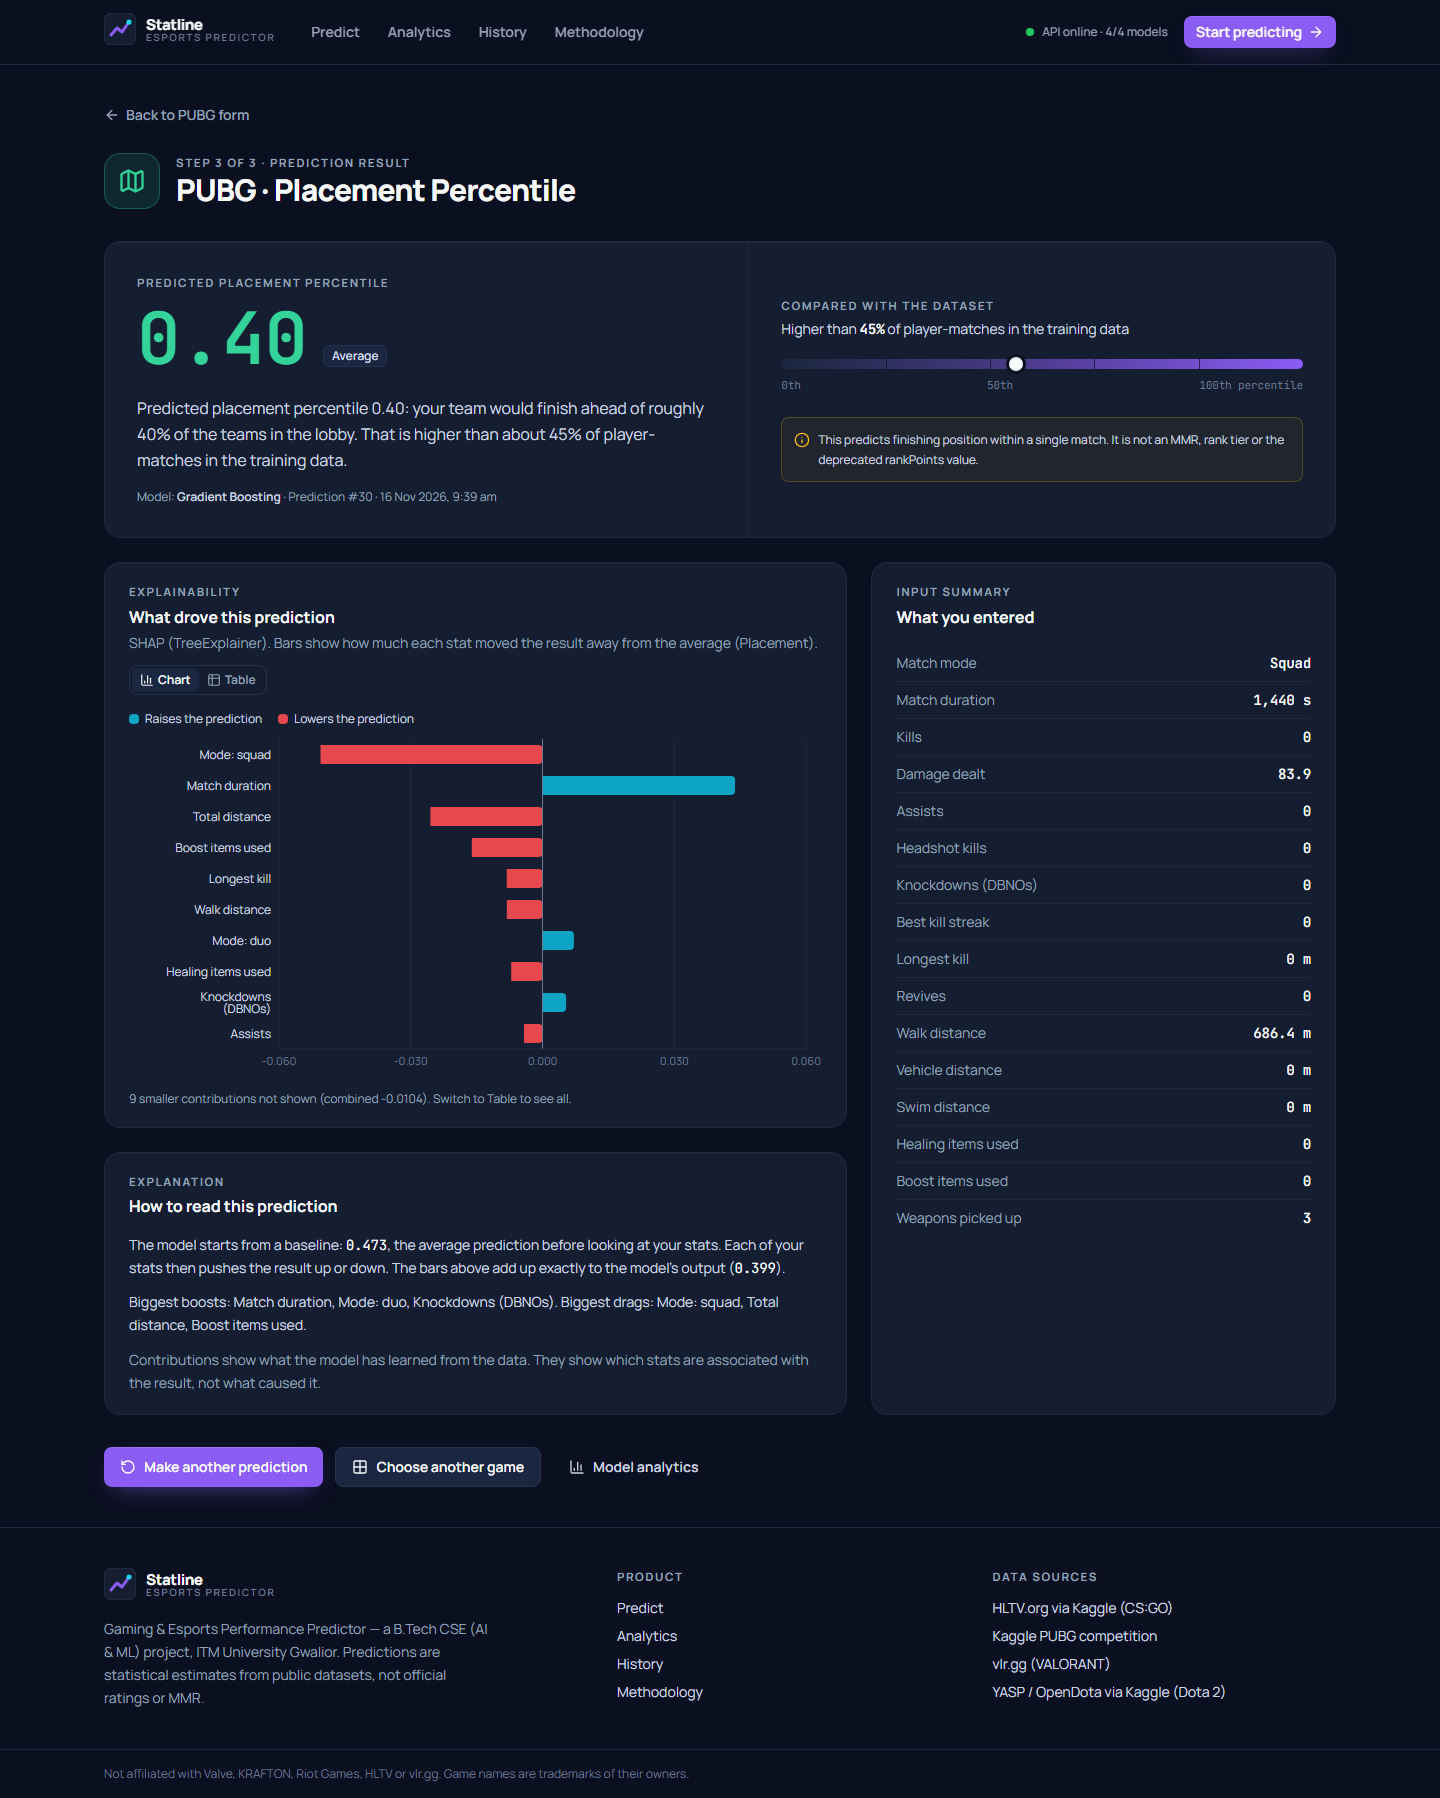 Statline
ESPORTS PREDICTOR
Predict
Analytics
History
Methodology
API online · 4/4 models
Start predicting
Back to PUBG form
STEP 3 OF 3 · PREDICTION RESULT
PUBG · Placement Percentile
PREDICTED PLACEMENT PERCENTILE
0.40
Average
Predicted placement percentile 0.40: your team would finish ahead of roughly
40% of the teams in the lobby. That is higher than about 45% of player-
matches in the training data.
Model: Gradient Boosting · Prediction #30 · 16 Nov 2026, 9:39 am
COMPARED WITH THE DATASET
Higher than 45% of player-matches in the training data
0th
50th
100th percentile
This predicts finishing position within a single match. It is not an MMR, rank tier or the
deprecated rankPoints value.
EXPLAINABILITY
What drove this prediction
SHAP (TreeExplainer). Bars show how much each stat moved the result away from the average (Placement).
Chart
Table
Raises the prediction
Lowers the prediction
Mode: squad
Match duration
Total distance
Boost items used
Longest kill
Walk distance
Mode: duo
Healing items used
Knockdowns
(DBNOs)
Assists
-0.060
-0.030
0.000
0.030
0.060
9 smaller contributions not shown (combined -0.0104). Switch to Table to see all.
EXPLANATION
How to read this prediction
The model starts from a baseline: 0.473, the average prediction before looking at your stats. Each of your
stats then pushes the result up or down. The bars above add up exactly to the model's output (0.399).
Biggest boosts: Match duration, Mode: duo, Knockdowns (DBNOs). Biggest drags: Mode: squad, Total
distance, Boost items used.
Contributions show what the model has learned from the data. They show which stats are associated with
the result, not what caused it.
INPUT SUMMARY
What you entered
Match mode Squad
Match duration 1,440 s
Kills 0
Damage dealt 83.9
Assists 0
Headshot kills 0
Knockdowns (DBNOs) 0
Best kill streak 0
Longest kill 0 m
Revives 0
Walk distance 686.4 m
Vehicle distance 0 m
Swim distance 0 m
Healing items used 0
Boost items used 0
Weapons picked up 3
Make another prediction
Choose another game
Model analytics
Statline
ESPORTS PREDICTOR
Gaming & Esports Performance Predictor — a B.Tech CSE (AI
& ML) project, ITM University Gwalior. Predictions are
statistical estimates from public datasets, not official
ratings or MMR.
PRODUCT
Predict
Analytics
History
Methodology
DATA SOURCES
HLTV.org via Kaggle (CS:GO)
Kaggle PUBG competition
vlr.gg (VALORANT)
YASP / OpenDota via Kaggle (Dota 2)
Not affiliated with Valve, KRAFTON, Riot Games, HLTV or vlr.gg. Game names are trademarks of their owners.